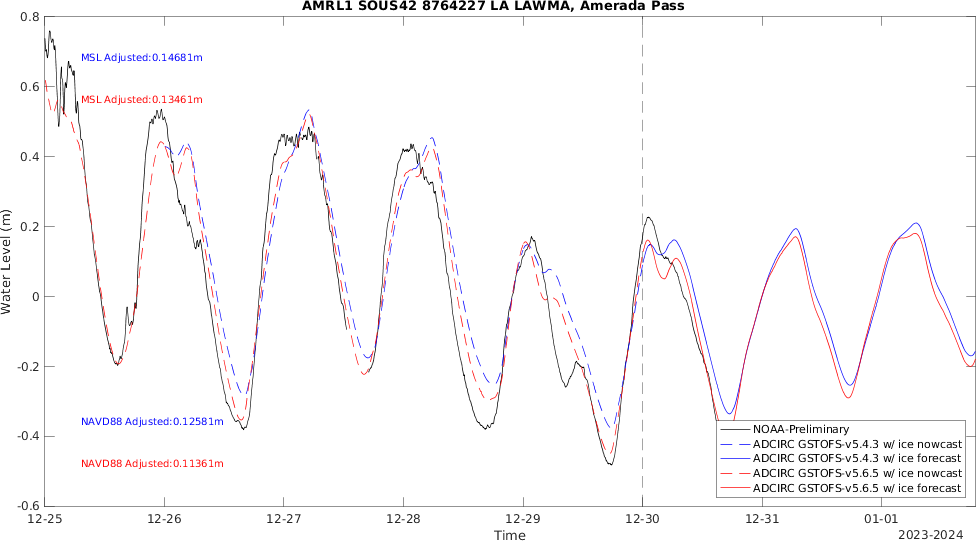 AMRL1 SOUS42 8764227 LA LAWMA, Amerada Pass
0.8
0.6
0.4
0.2
0
-0.2
-0.4
-0.6
Water Level (m)
MSL Adjusted:0.14681m
MSL Adjusted:0.13461m
NAVD88 Adjusted:0.12581m
NAVD88 Adjusted:0.11361m
NOAA-Preliminary
ADCIRC GSTOFS-v5.4.3 w/ ice nowcast
ADCIRC GSTOFS-v5.4.3 w/ ice forecast
ADCIRC GSTOFS-v5.6.5 w/ ice nowcast
ADCIRC GSTOFS-v5.6.5 w/ ice forecast
12-25 12-26 12-27 12-28 12-29 12-30 12-31 01-01
Time
2023-2024